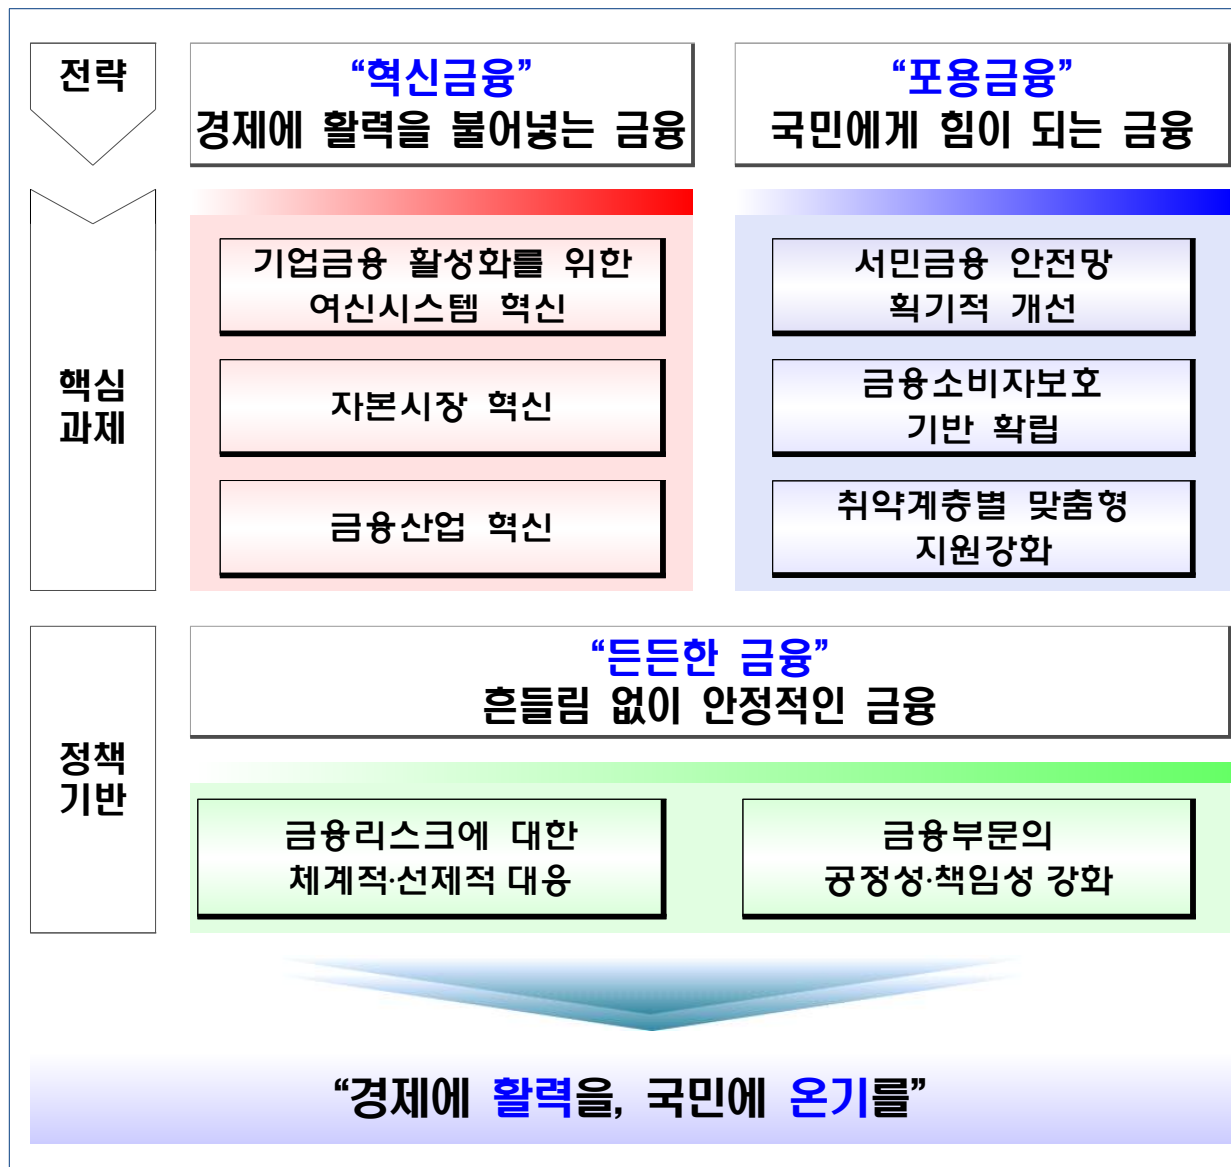 전략
“혁신금융”
경제에 활력을 불어넣는 금융
“포용금융”
국민에게 힘이 되는 금융
핵심
과제
기업금융 활성화를 위한
여신시스템 혁신
자본시장 혁신
금융산업 혁신
서민금융 안전망
획기적 개선
금융소비자보호
기반 확립
취약계층별 맞춤형
지원강화
정책
기반
“든든한 금융”
흔들림 없이 안정적인 금융
금융리스크에 대한
체계적·선제적 대응
금융부문의
공정성·책임성 강화
“경제에 활력을, 국민에 온기를”